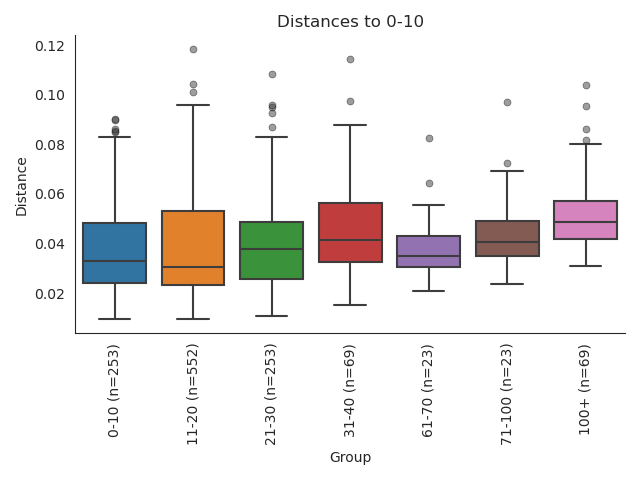 Distances to 0-10
Distance
0.12
0.10
0.08
0.06
0.04
0.02
0-10 (n=253)
11-20 (n=552)
21-30 (n=253)
31-40 (n=69)
61-70 (n=23)
71-100 (n=23)
100+ (n=69)
Group